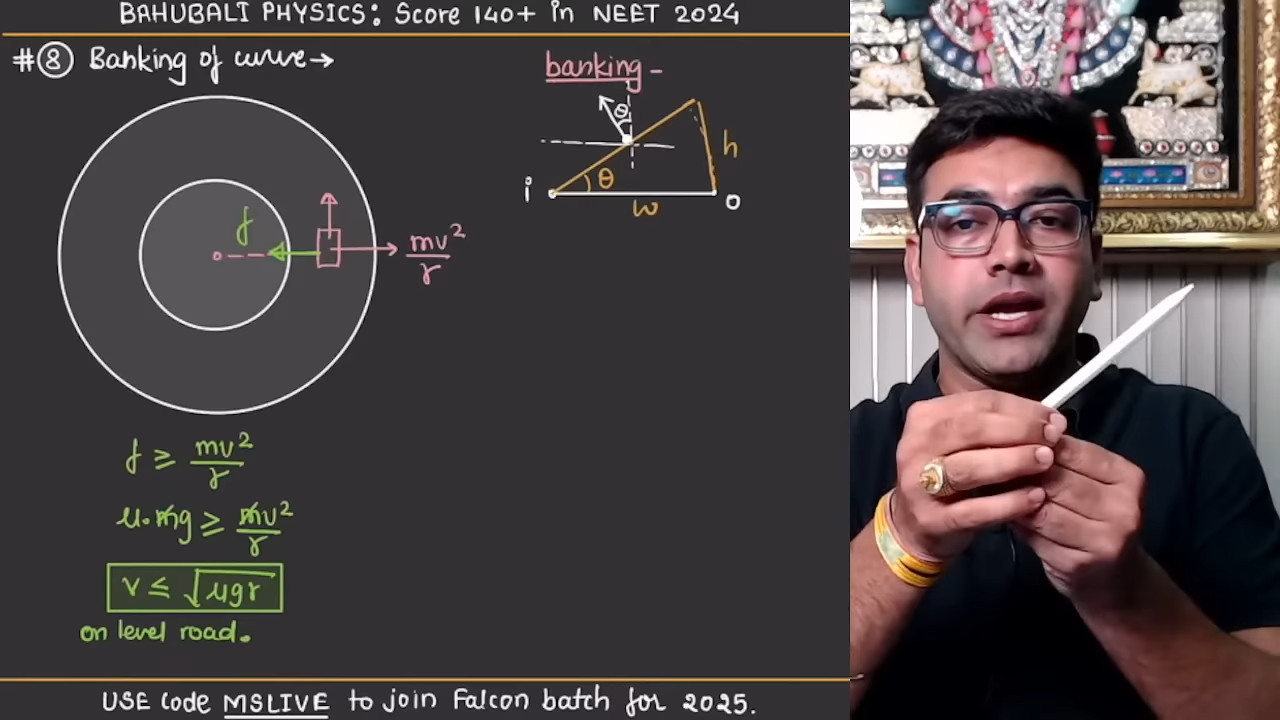 BAHUBALI PHYSICS: Score 140+ in NEET 2024
#⑧ Banking of curve→
banking -
θ
h
θ
i
w
o
f
mv²/r
f ≥ mv²/r
μ.mg ≥ mv²/r
v ≤ √μgr
on level road.
USE Code MSLIVE to join Falcon batch for 2025.